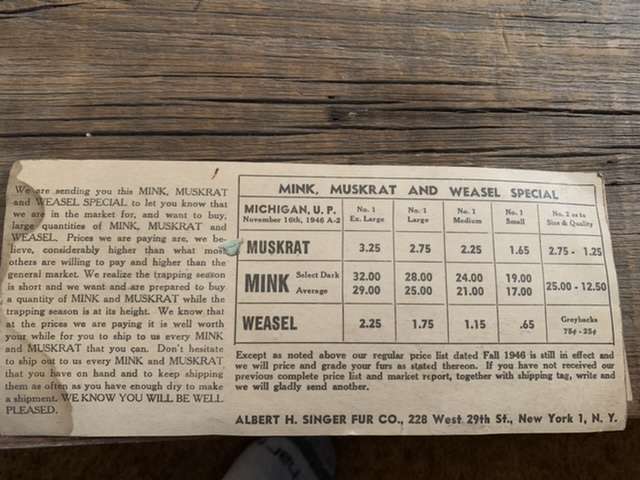 We are sending you this MINK, MUSKRAT
and WEASEL SPECIAL to let you know that
we are in the market for, and want to buy,
large quantities of MINK, MUSKRAT and
WEASEL. Prices we are paying are, we be-
lieve, considerably higher than what most
others are willing to pay and higher than the
general market. We realize the trapping season
is short and we want and are prepared to buy
a quantity of MINK and MUSKRAT while the
trapping season is at its height. We know that
at the prices we are paying it is well worth
your while for you to ship to us every MINK
and MUSKRAT that you can. Don't hesitate
to ship out to us every MINK and MUSKRAT
that you have on hand and to keep shipping
them as often as you have enough dry to make
a shipment. WE KNOW YOU WILL BE WELL
PLEASED.
MINK, MUSKRAT AND WEASEL SPECIAL
MICHIGAN, U. P. No. 1 No. 1 No. 1 No. 1 No. 2 as to
November 16th, 1946 A-2 Ex. Large Large Medium Small Size & Quality
MUSKRAT 3.25 2.75 2.25 1.65 2.75 - 1.25
MINK Select Dark 32.00 28.00 24.00 19.00 25.00 - 12.50
Average 29.00 25.00 21.00 17.00
WEASEL 2.25 1.75 1.15 .65 Greybacks
75¢ - 25¢
Except as noted above our regular price list dated Fall 1946 is still in effect and
we will price and grade your furs as stated thereon. If you have not received our
previous complete price list and market report, together with shipping tag, write and
we will gladly send another.
ALBERT H. SINGER FUR CO., 228 West 29th St., New York 1, N. Y.